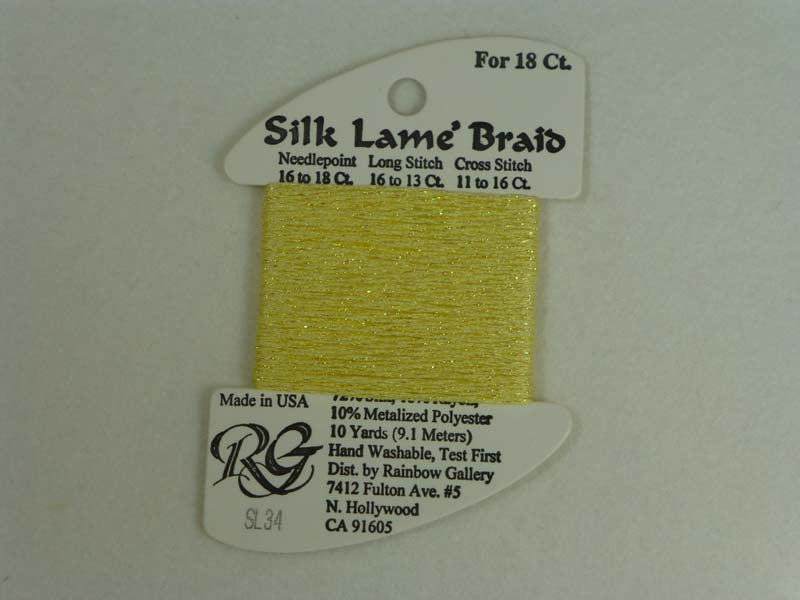 For 18 Ct.
Silk Lame' Braid
Needlepoint Long Stitch Cross Stitch
16 to 18 Ct. 16 to 13 Ct. 11 to 16 Ct.
Made in USA
10% Metalized Polyester
10 Yards (9.1 Meters)
Hand Washable, Test First
Dist. by Rainbow Gallery
7412 Fulton Ave. #5
N. Hollywood
CA 91605
RG
SL34